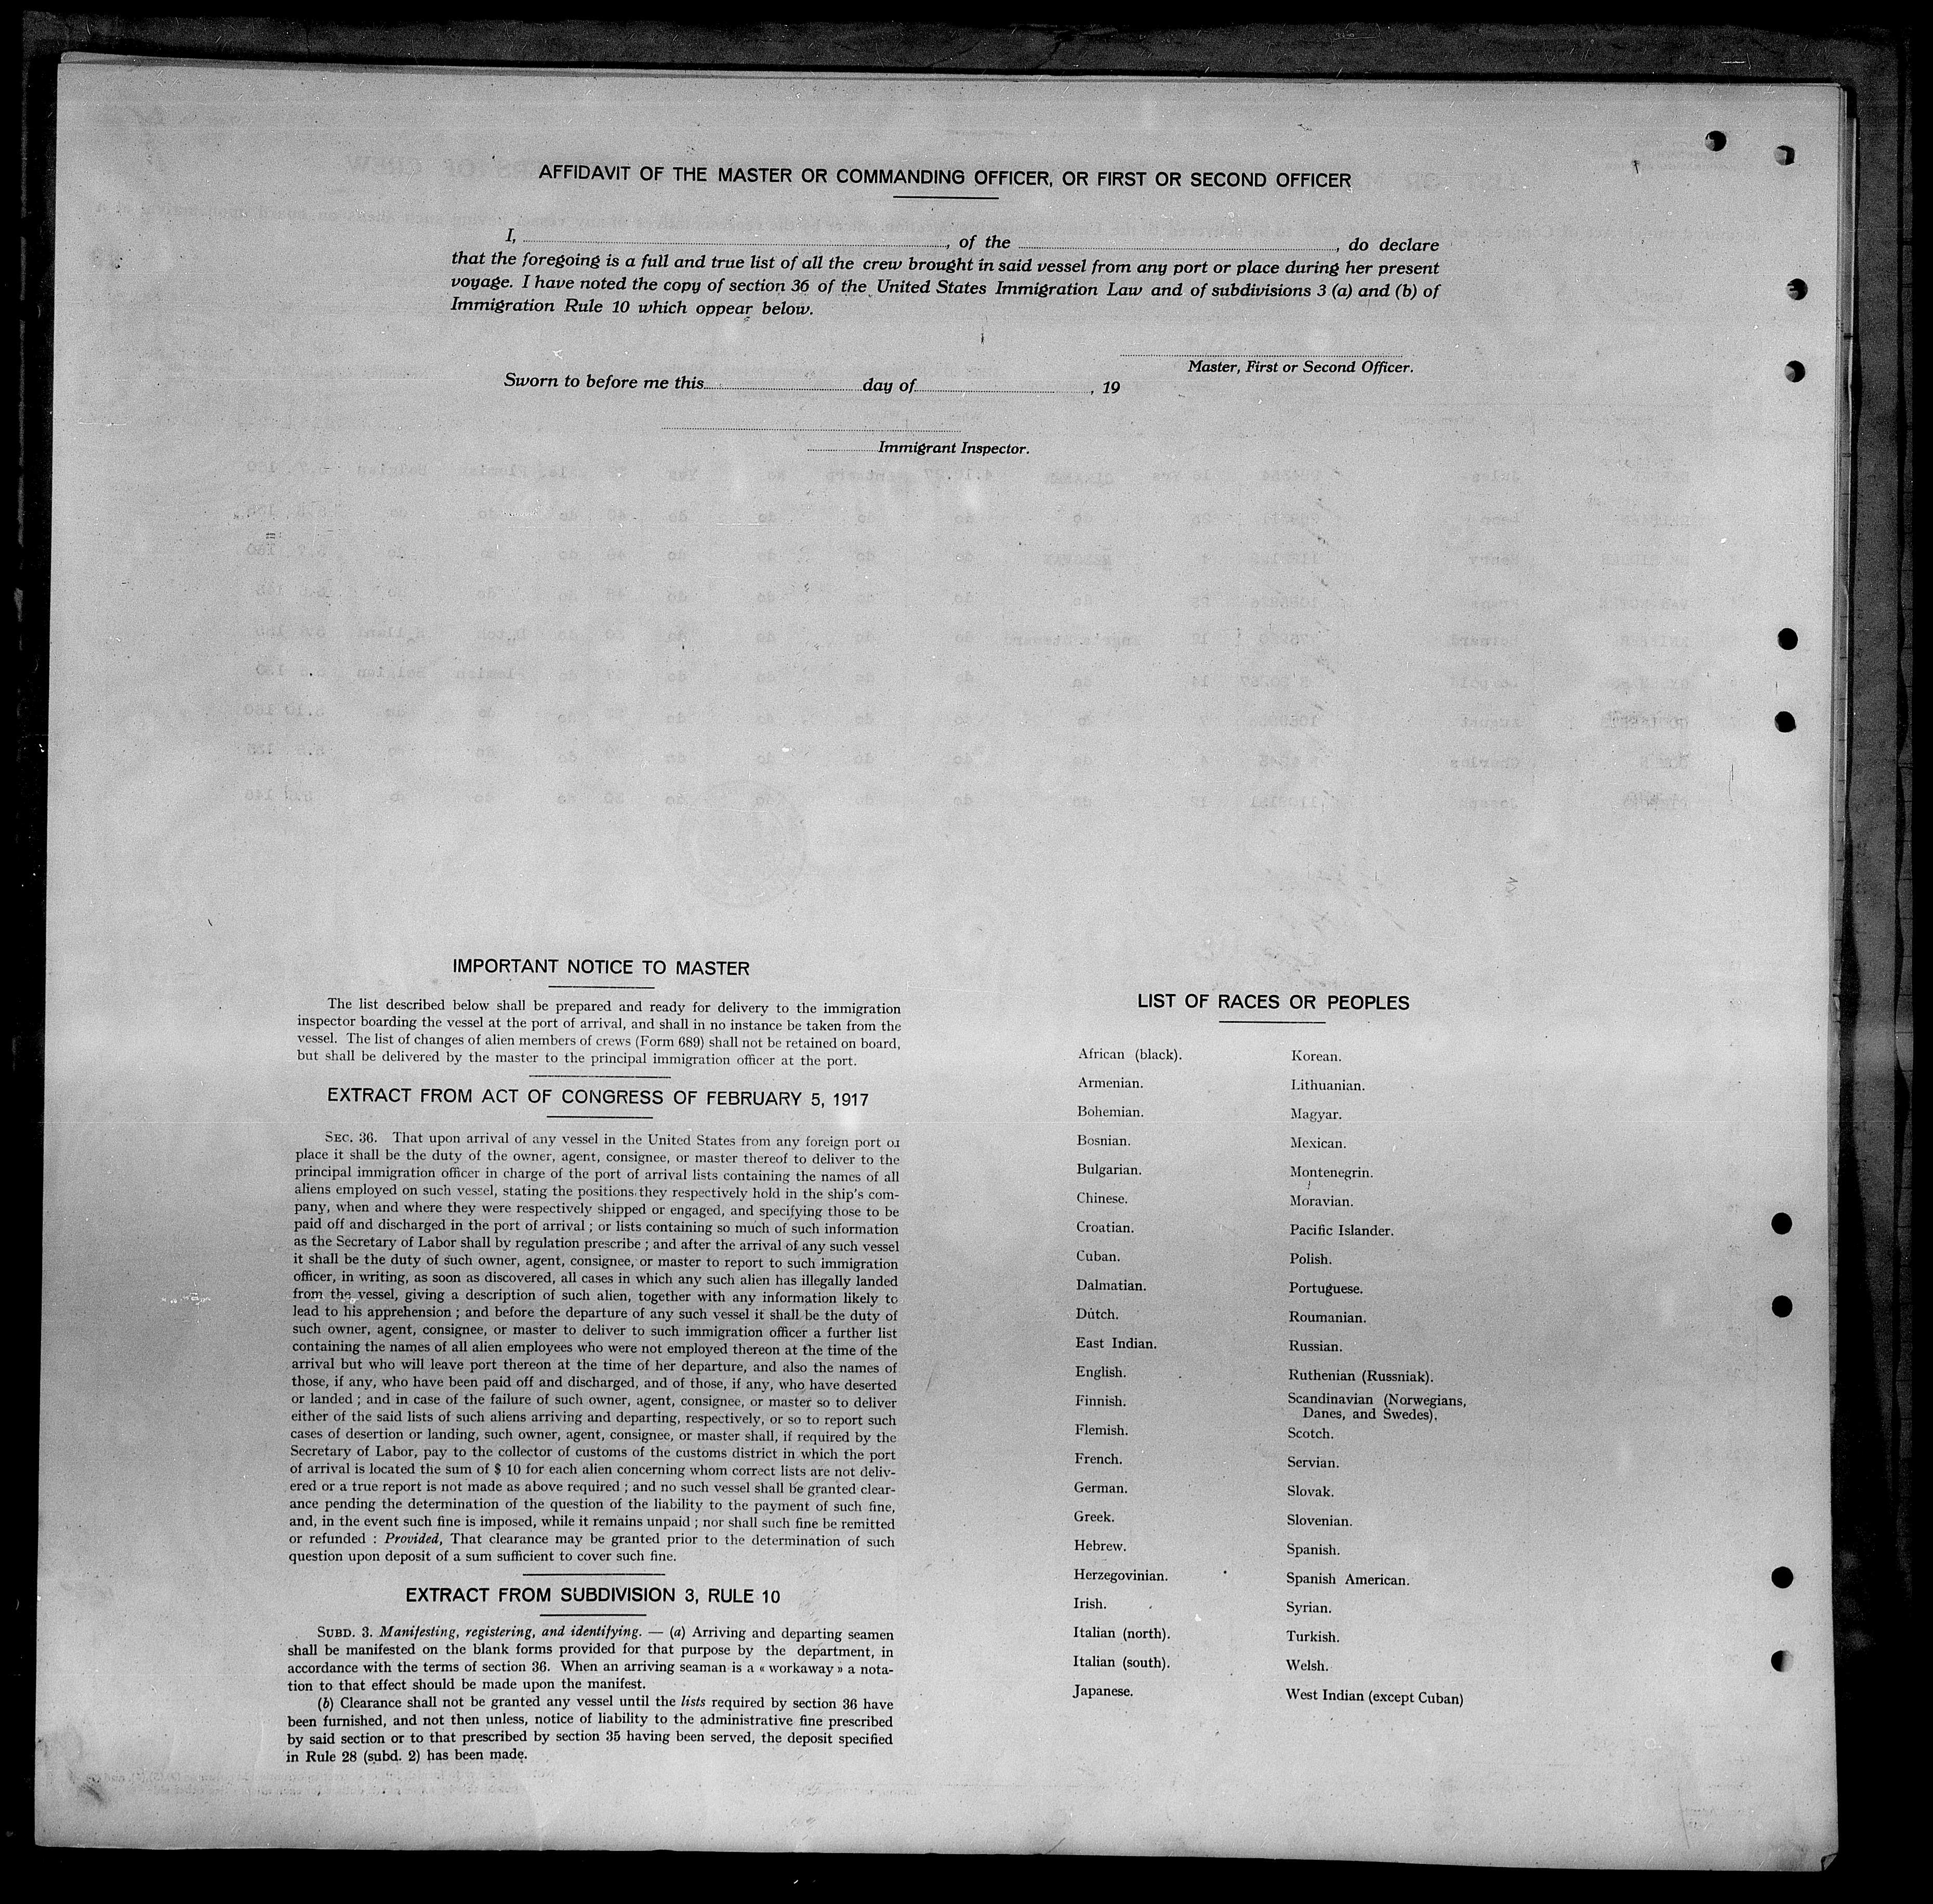 AFFIDAVIT OF THE MASTER OR COMMANDING OFFICER, OR FIRST OR SECOND OFFICER
I, , of the , do declare
that the foregoing is a full and true list of all the crew brought in said vessel from any port or place during her present
voyage. I have noted the copy of section 36 of the United States Immigration Law and of subdivisions 3 (a) and (b) of
Immigration Rule 10 which oppear below.
Master, First or Second Officer.
Sworn to before me this day of , 19
Immigrant Inspector.
IMPORTANT NOTICE TO MASTER
The list described below shall be prepared and ready for delivery to the immigration
inspector boarding the vessel at the port of arrival, and shall in no instance be taken from the
vessel. The list of changes of alien members of crews (Form 689) shall not be retained on board,
but shall be delivered by the master to the principal immigration officer at the port.
EXTRACT FROM ACT OF CONGRESS OF FEBRUARY 5, 1917
SEC. 36. That upon arrival of any vessel in the United States from any foreign port or
place it shall be the duty of the owner, agent, consignee, or master thereof to deliver to the
principal immigration officer in charge of the port of arrival lists containing the names of all
aliens employed on such vessel, stating the positions they respectively hold in the ship's com-
pany, when and where they were respectively shipped or engaged, and specifying those to be
paid off and discharged in the port of arrival ; or lists containing so much of such information
as the Secretary of Labor shall by regulation prescribe ; and after the arrival of any such vessel
it shall be the duty of such owner, agent, consignee, or master to report to such immigration
officer, in writing, as soon as discovered, all cases in which any such alien has illegally landed
from the vessel, giving a description of such alien, together with any information likely to
lead to his apprehension ; and before the departure of any such vessel it shall be the duty of
such owner, agent, consignee, or master to deliver to such immigration officer a further list
containing the names of all alien employees who were not employed thereon at the time of the
arrival but who will leave port thereon at the time of her departure, and also the names of
those, if any, who have been paid off and discharged, and of those, if any, who have deserted
or landed ; and in case of the failure of such owner, agent, consignee, or master so to deliver
either of the said lists of such aliens arriving and departing, respectively, or so to report such
cases of desertion or landing, such owner, agent, consignee, or master shall, if required by the
Secretary of Labor, pay to the collector of customs of the customs district in which the port
of arrival is located the sum of $ 10 for each alien concerning whom correct lists are not deliv-
ered or a true report is not made as above required ; and no such vessel shall be granted clear-
ance pending the determination of the question of the liability to the payment of such fine,
and, in the event such fine is imposed, while it remains unpaid ; nor shall such fine be remitted
or refunded : Provided, That clearance may be granted prior to the determination of such
question upon deposit of a sum sufficient to cover such fine.
EXTRACT FROM SUBDIVISION 3, RULE 10
SUBD. 3. Manifesting, registering, and identifying. — (a) Arriving and departing seamen
shall be manifested on the blank forms provided for that purpose by the department, in
accordance with the terms of section 36. When an arriving seaman is a « workaway » a nota-
tion to that effect should be made upon the manifest.
(b) Clearance shall not be granted any vessel until the lists required by section 36 have
been furnished, and not then unless, notice of liability to the administrative fine prescribed
by said section or to that prescribed by section 35 having been served, the deposit specified
in Rule 28 (subd. 2) has been made.
LIST OF RACES OR PEOPLES
African (black).
Armenian.
Bohemian.
Bosnian.
Bulgarian.
Chinese.
Croatian.
Cuban.
Dalmatian.
Dutch.
East Indian.
English.
Finnish.
Flemish.
French.
German.
Greek.
Hebrew.
Herzegovinian.
Irish.
Italian (north).
Italian (south).
Japanese.
Korean.
Lithuanian.
Magyar.
Mexican.
Montenegrin.
Moravian.
Pacific Islander.
Polish.
Portuguese.
Roumanian.
Russian.
Ruthenian (Russniak).
Scandinavian (Norwegians,
Danes, and Swedes).
Scotch.
Servian.
Slovak.
Slovenian.
Spanish.
Spanish American.
Syrian.
Turkish.
Welsh.
West Indian (except Cuban)